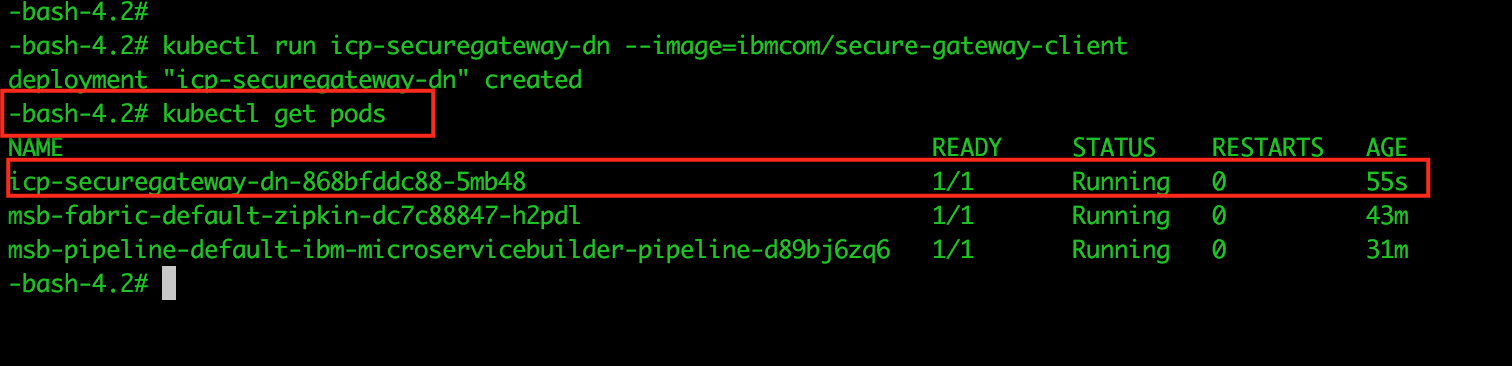 -bash-4.2#
-bash-4.2# kubectl run icp-securegateway-dn --image=ibmcom/secure-gateway-client
deployment "icp-securegateway-dn" created
-bash-4.2# kubectl get pods
NAME READY STATUS RESTARTS AGE
icp-securegateway-dn-868bfddc88-5mb48 1/1 Running 0 55s
msb-fabric-default-zipkin-dc7c88847-h2pdl 1/1 Running 0 43m
msb-pipeline-default-ibm-microservicebuilder-pipeline-d89bj6zq6 1/1 Running 0 31m
-bash-4.2#